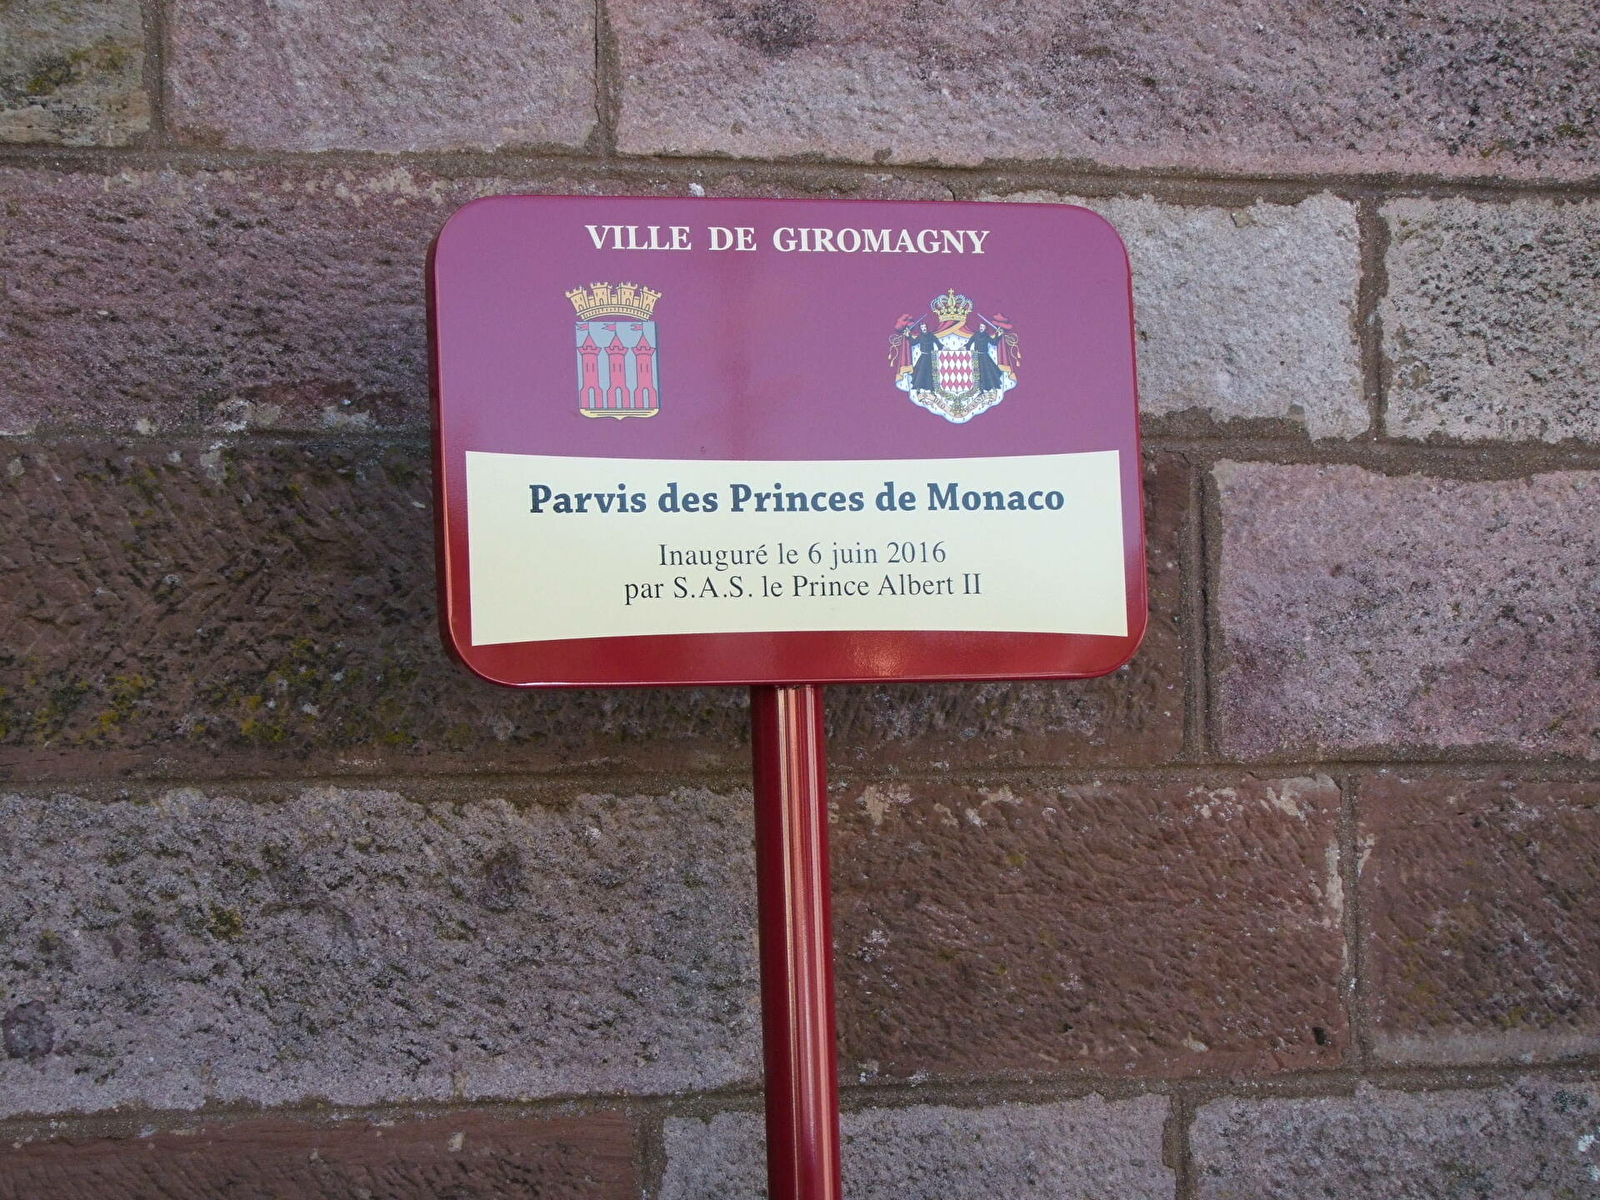 VILLE DE GIROMAGNY
Parvis des Princes de Monaco
Inauguré le 6 juin 2016
par S.A.S. le Prince Albert II